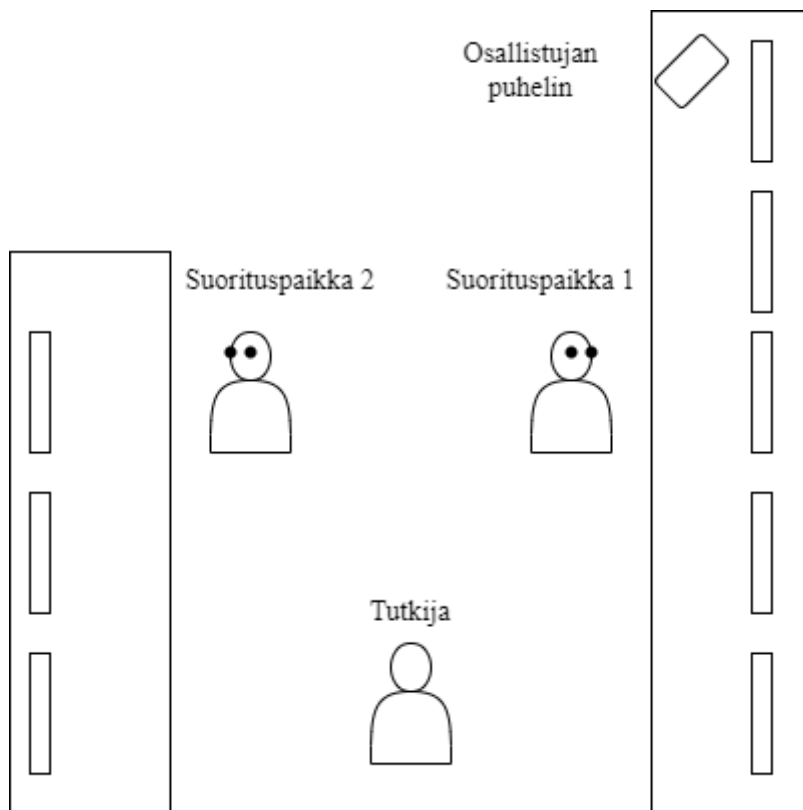 Osallistujan
puhelin
Suorituspaikka 2
Suorituspaikka 1
Tutkija